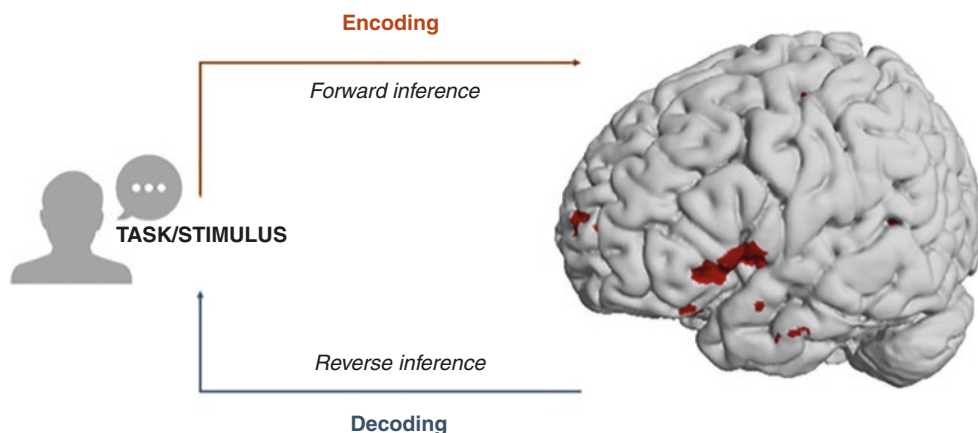 Encoding
Forward inference
TASK/STIMULUS
Reverse inference
Decoding